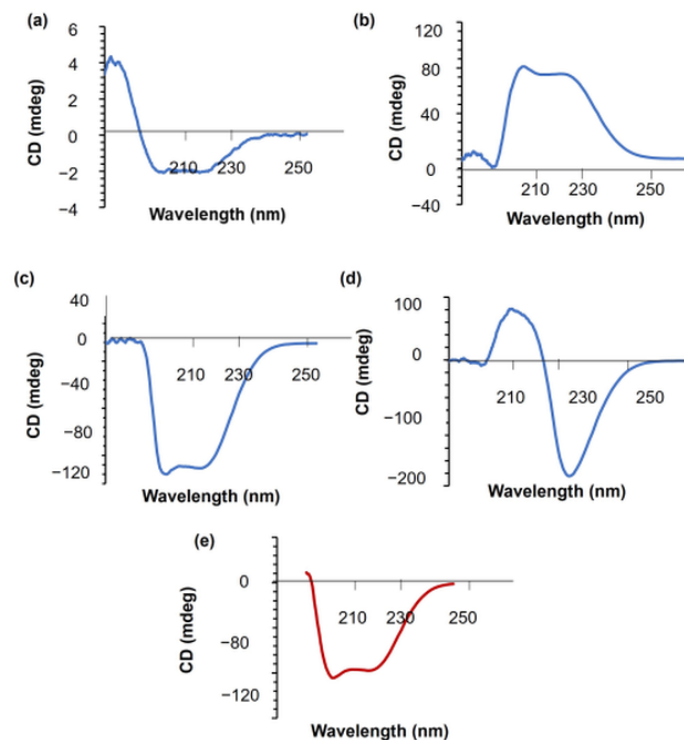 (a)
6
4
2
0
−2
−4
CD (mdeg)
210 230 250
Wavelength (nm)
(b)
120
80
40
0
−40
CD (mdeg)
210 230 250
Wavelength (nm)
(c)
40
0
−40
−80
−120
CD (mdeg)
210 230 250
Wavelength (nm)
(d)
100
0
−100
−200
CD (mdeg)
210 230 250
Wavelength (nm)
(e)
0
−80
−120
CD (mdeg)
210 230 250
Wavelength (nm)